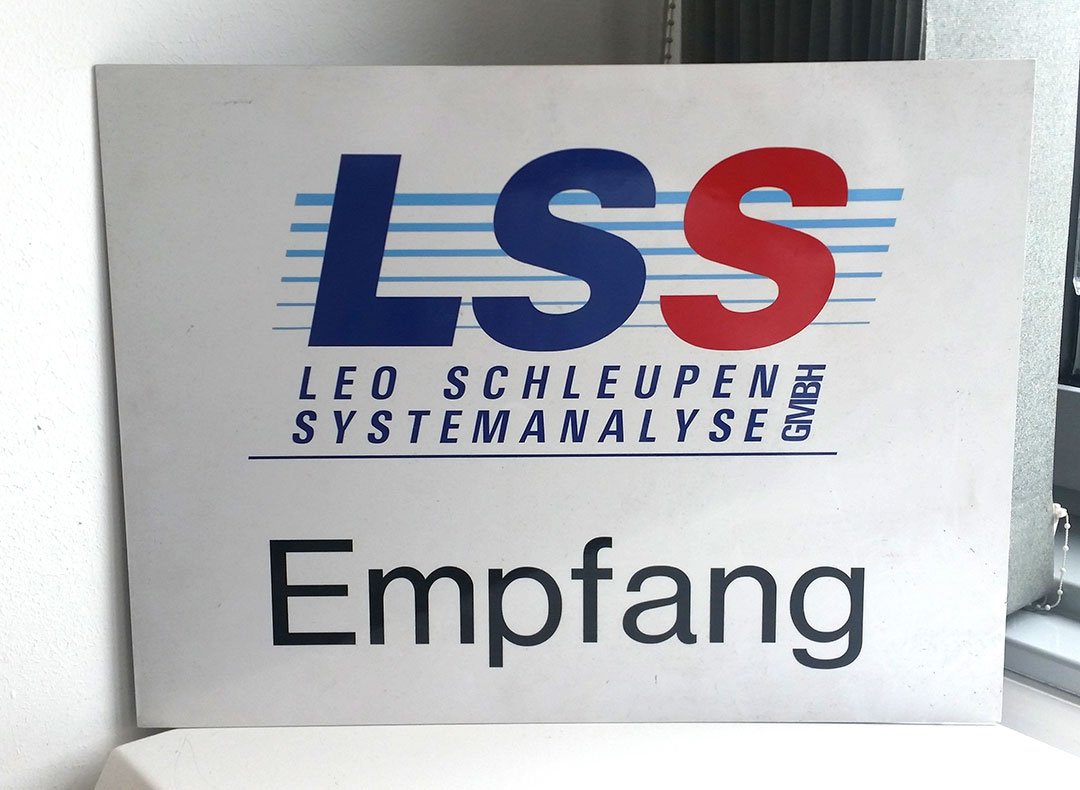 LSS
LEO SCHLEUPEN
SYSTEMANALYSE GMBH
Empfang